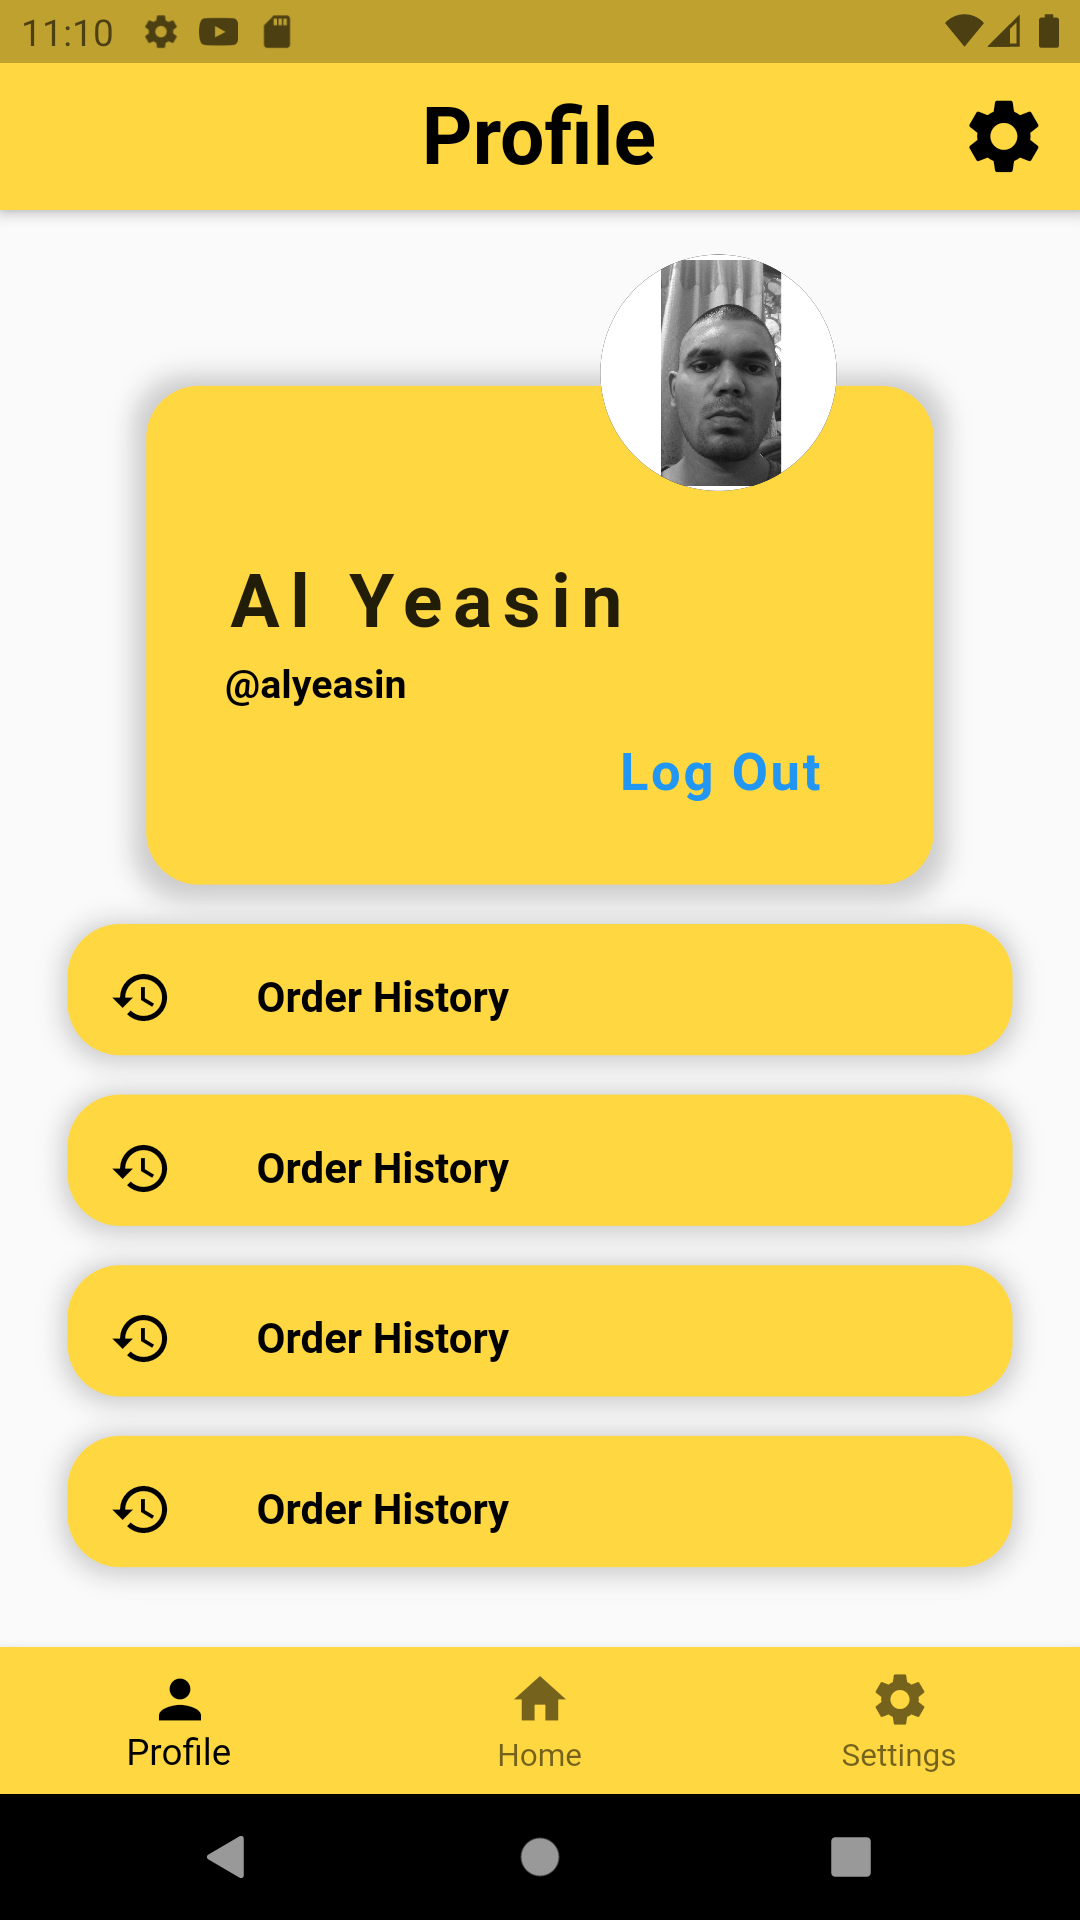 11:10
Profile
Al Yeasin
@alyeasin
Log Out
Order History
Order History
Order History
Order History
Profile
Home
Settings